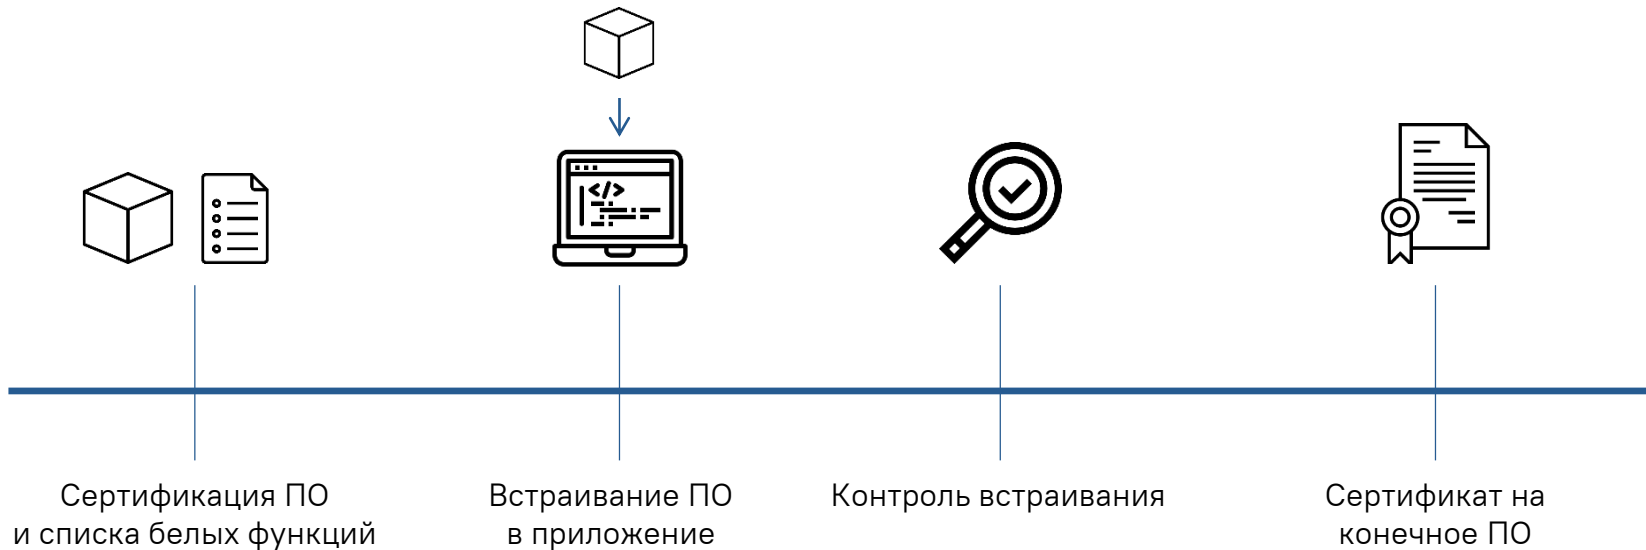 </>
Сертификация ПО
и списка белых функций
Встраивание ПО
в приложение
Контроль встраивания
Сертификат на
конечное ПО